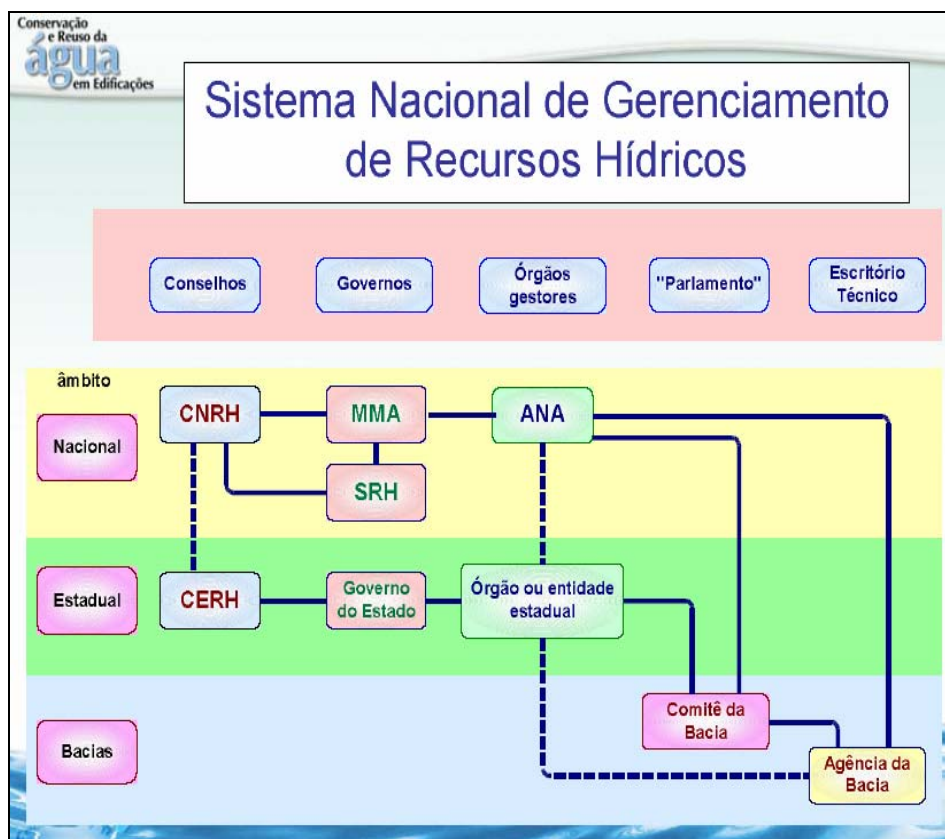 Conservação
e Reuso da
água
em Edificações
Sistema Nacional de Gerenciamento
de Recursos Hídricos
Conselhos
Governos
Órgãos
gestores
"Parlamento"
Escritório
Técnico
âmbito
Nacional
CNRH
MMA
ANA
SRH
Estadual
CERH
Governo
do Estado
Órgão ou entidade
estadual
Bacias
Comitê da
Bacia
Agência da
Bacia